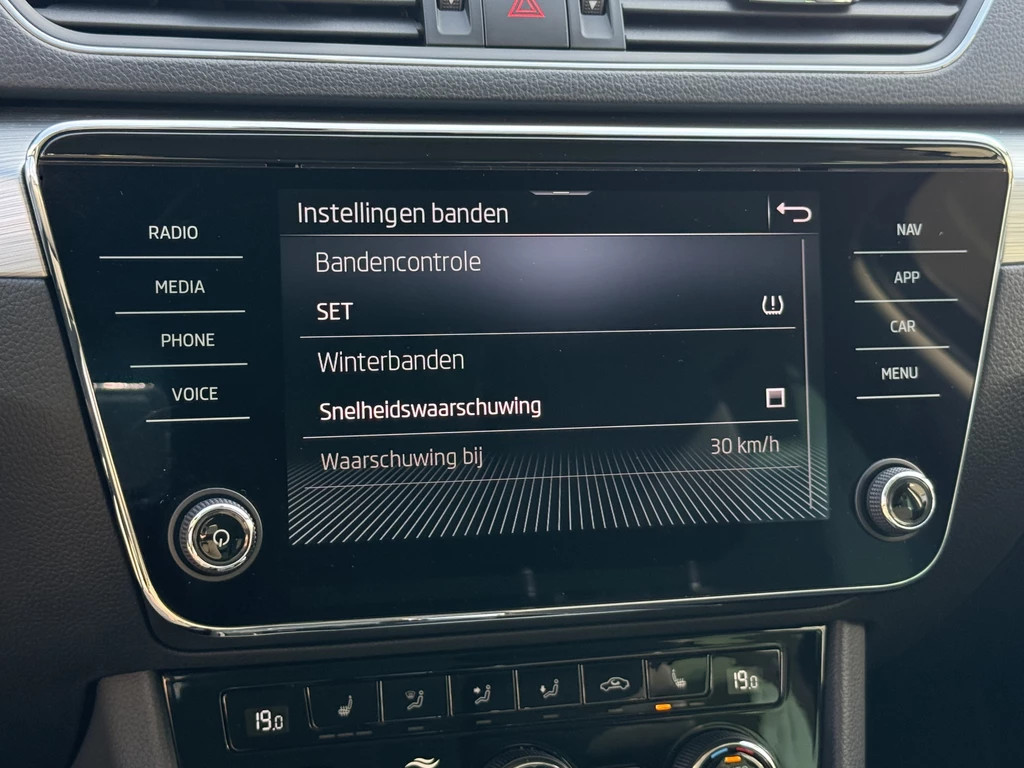 Instellingen banden
Bandencontrole
SET
Winterbanden
Snelheidswaarschuwing
Waarschuwing bij 30 km/h
RADIO
MEDIA
PHONE
VOICE
NAV
APP
CAR
MENU
19.0
19.0